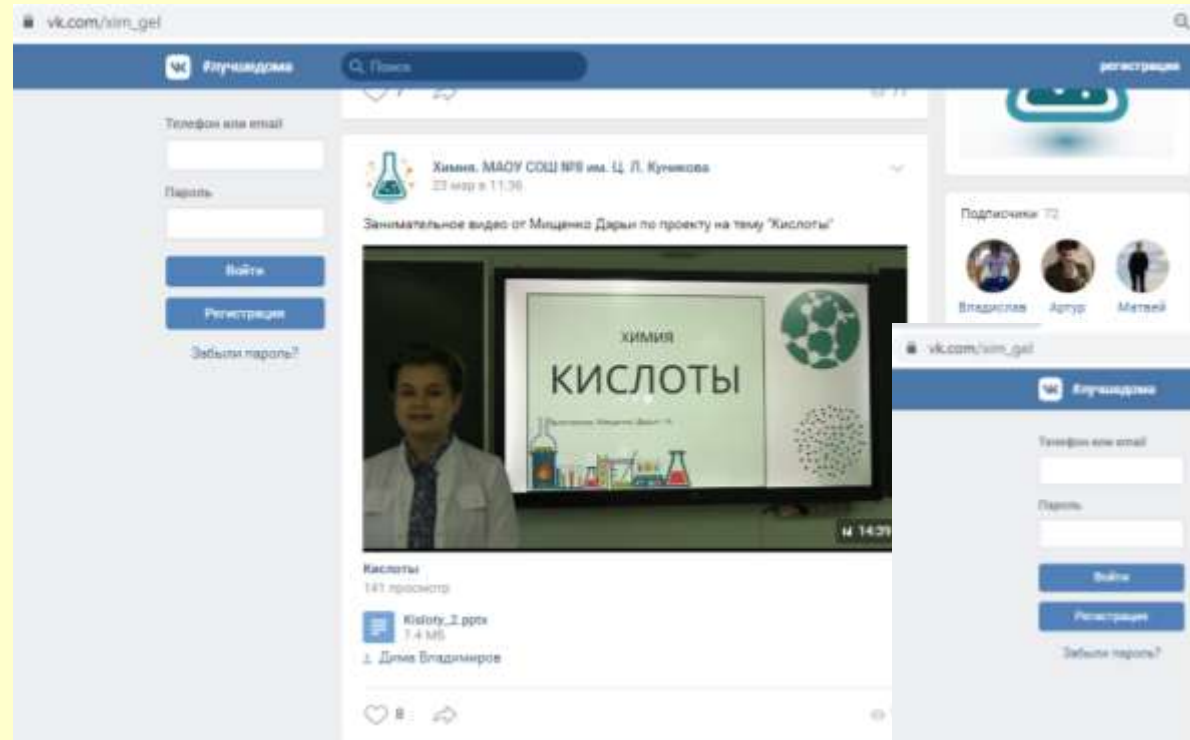 vk.com/xim_gel
#лучшедома
Поиск
регистрация
Телефон или email
Пароль
Войти
Регистрация
Забыли пароль?
Химия. МАОУ СОШ №8 им. Ц. Л. Куникова
23 мар в 11:36
Занимательное видео от Мищенко Дарьи по проекту на тему "Кислоты"
ХИМИЯ
КИСЛОТЫ
14:39
Кислоты
141 просмотр
Kisloty_2.pptx
7.4 МБ
Дима Владимиров
8
Подписчики 72
Владислав Артур Матвей
vk.com/xim_gel
#лучшедома
Телефон или email
Пароль
Войти
Регистрация
Забыли пароль?